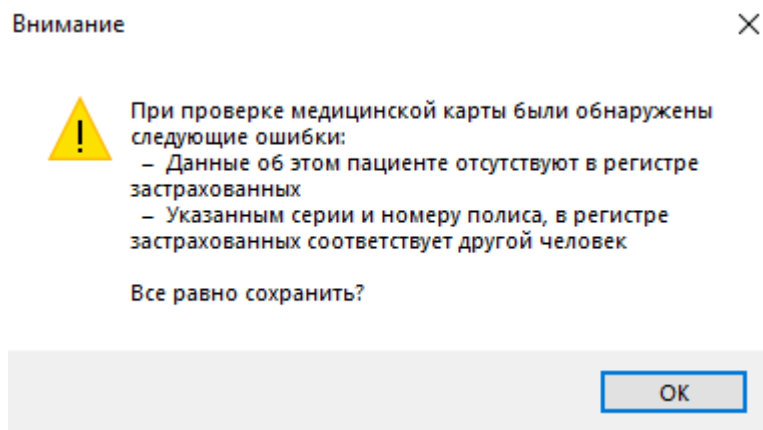 Внимание
При проверке медицинской карты были обнаружены
следующие ошибки:
– Данные об этом пациенте отсутствуют в регистре
застрахованных
– Указанным серии и номеру полиса, в регистре
застрахованных соответствует другой человек
Все равно сохранить?
ОК